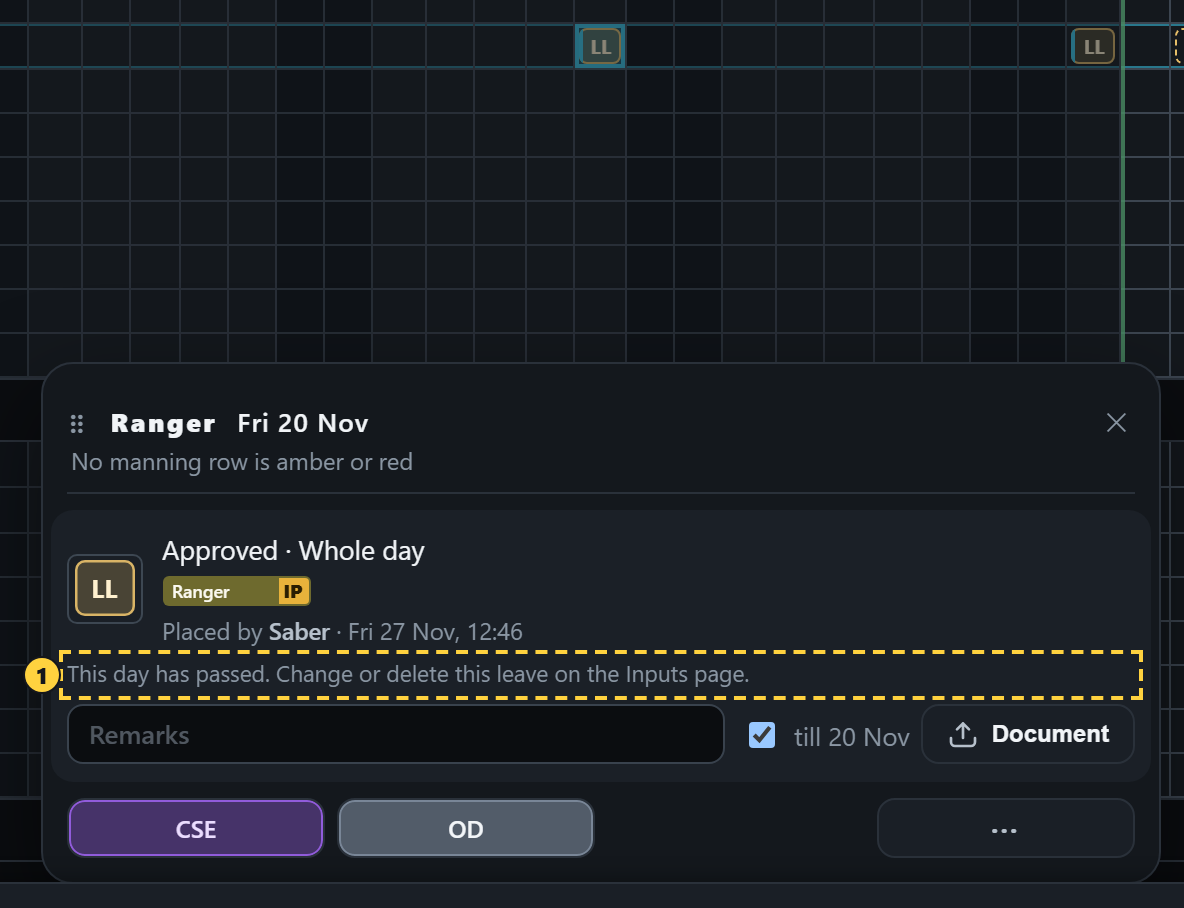 LL
LL
Ranger Fri 20 Nov
No manning row is amber or red
LL
Approved · Whole day
Ranger IP
Placed by Saber · Fri 27 Nov, 12:46
1
This day has passed. Change or delete this leave on the Inputs page.
Remarks
till 20 Nov
Document
CSE
OD
...